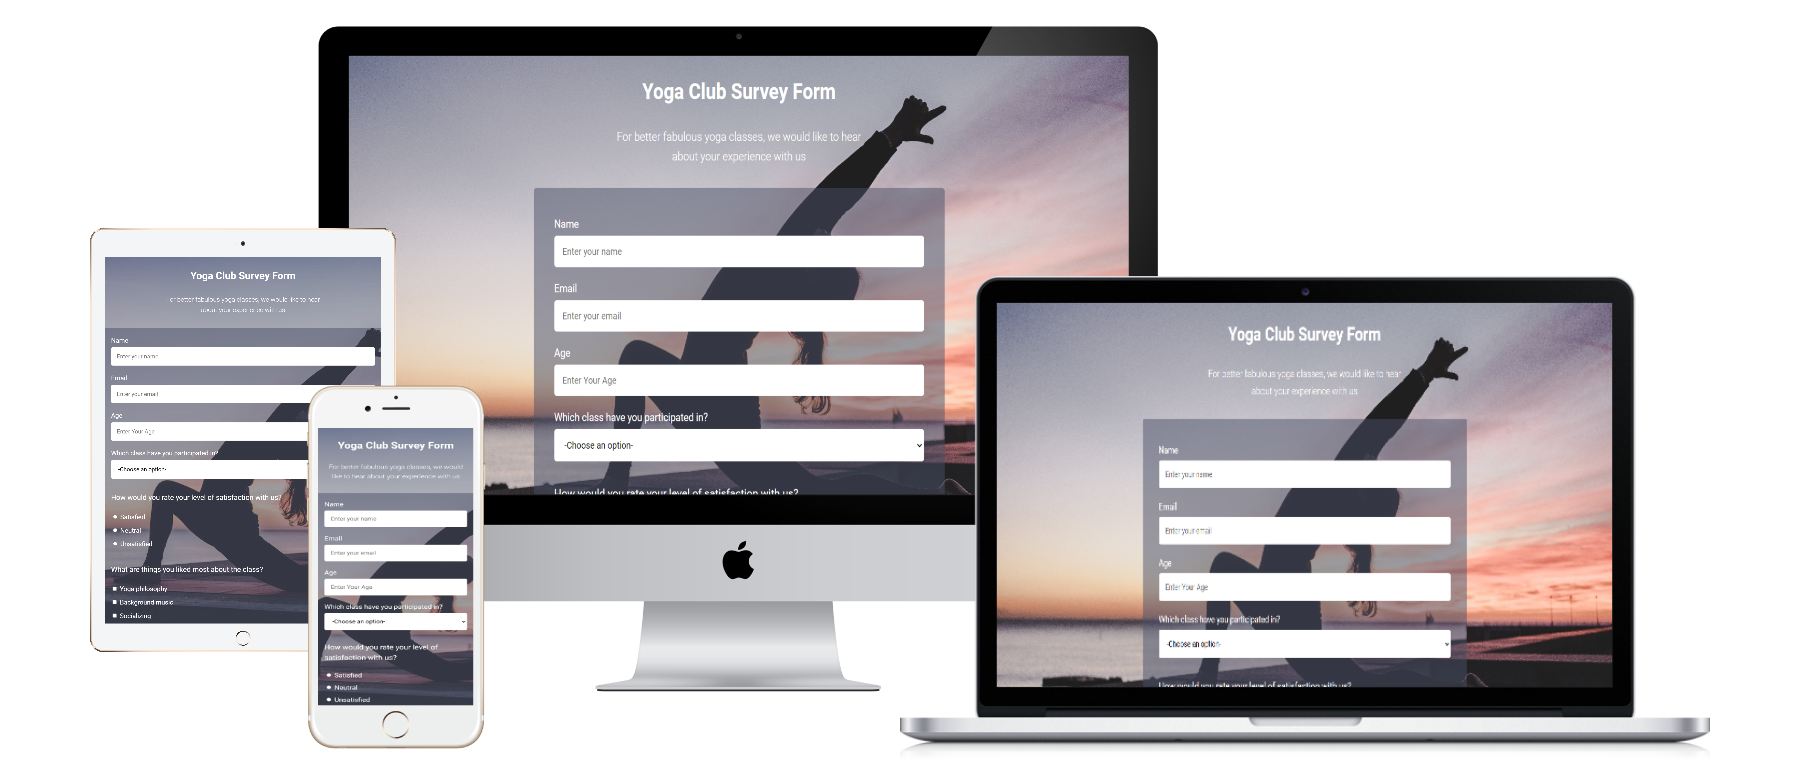 Yoga Club Survey Form
For better fabulous yoga classes, we would like to hear
about your experience with us
Name
Enter your name
Email
Enter your email
Age
Enter Your Age
Which class have you participated in?
-Choose an option-
How would you rate your level of satisfaction with us?
Yoga Club Survey Form
or better fabulous yoga classes, we would like to hear
about your experience with us
Name
Enter your name
Email
Enter your email
Age
Enter Your Age
Which class have you participated in?
-Choose an option-
How would you rate your level of satisfaction with us?
Satisfied
Neutral
Unsatisfied
What are things you liked most about the class?
Yoga philosophy
Background music
Socializing
Yoga Club Survey Form
For better fabulous yoga classes, we would
like to hear about your experience with us
Name
Enter your name
Email
Enter your email
Age
Enter Your Age
Which class have you participated in?
-Choose an option-
How would you rate your level of
satisfaction with us?
Satisfied
Neutral
Unsatisfied
Yoga Club Survey Form
For better fabulous yoga classes, we would like to hear
about your experience with us
Name
Enter your name
Email
Enter your email
Age
Enter Your Age
Which class have you participated in?
-Choose an option-
How would you rate your level of satisfaction with us?